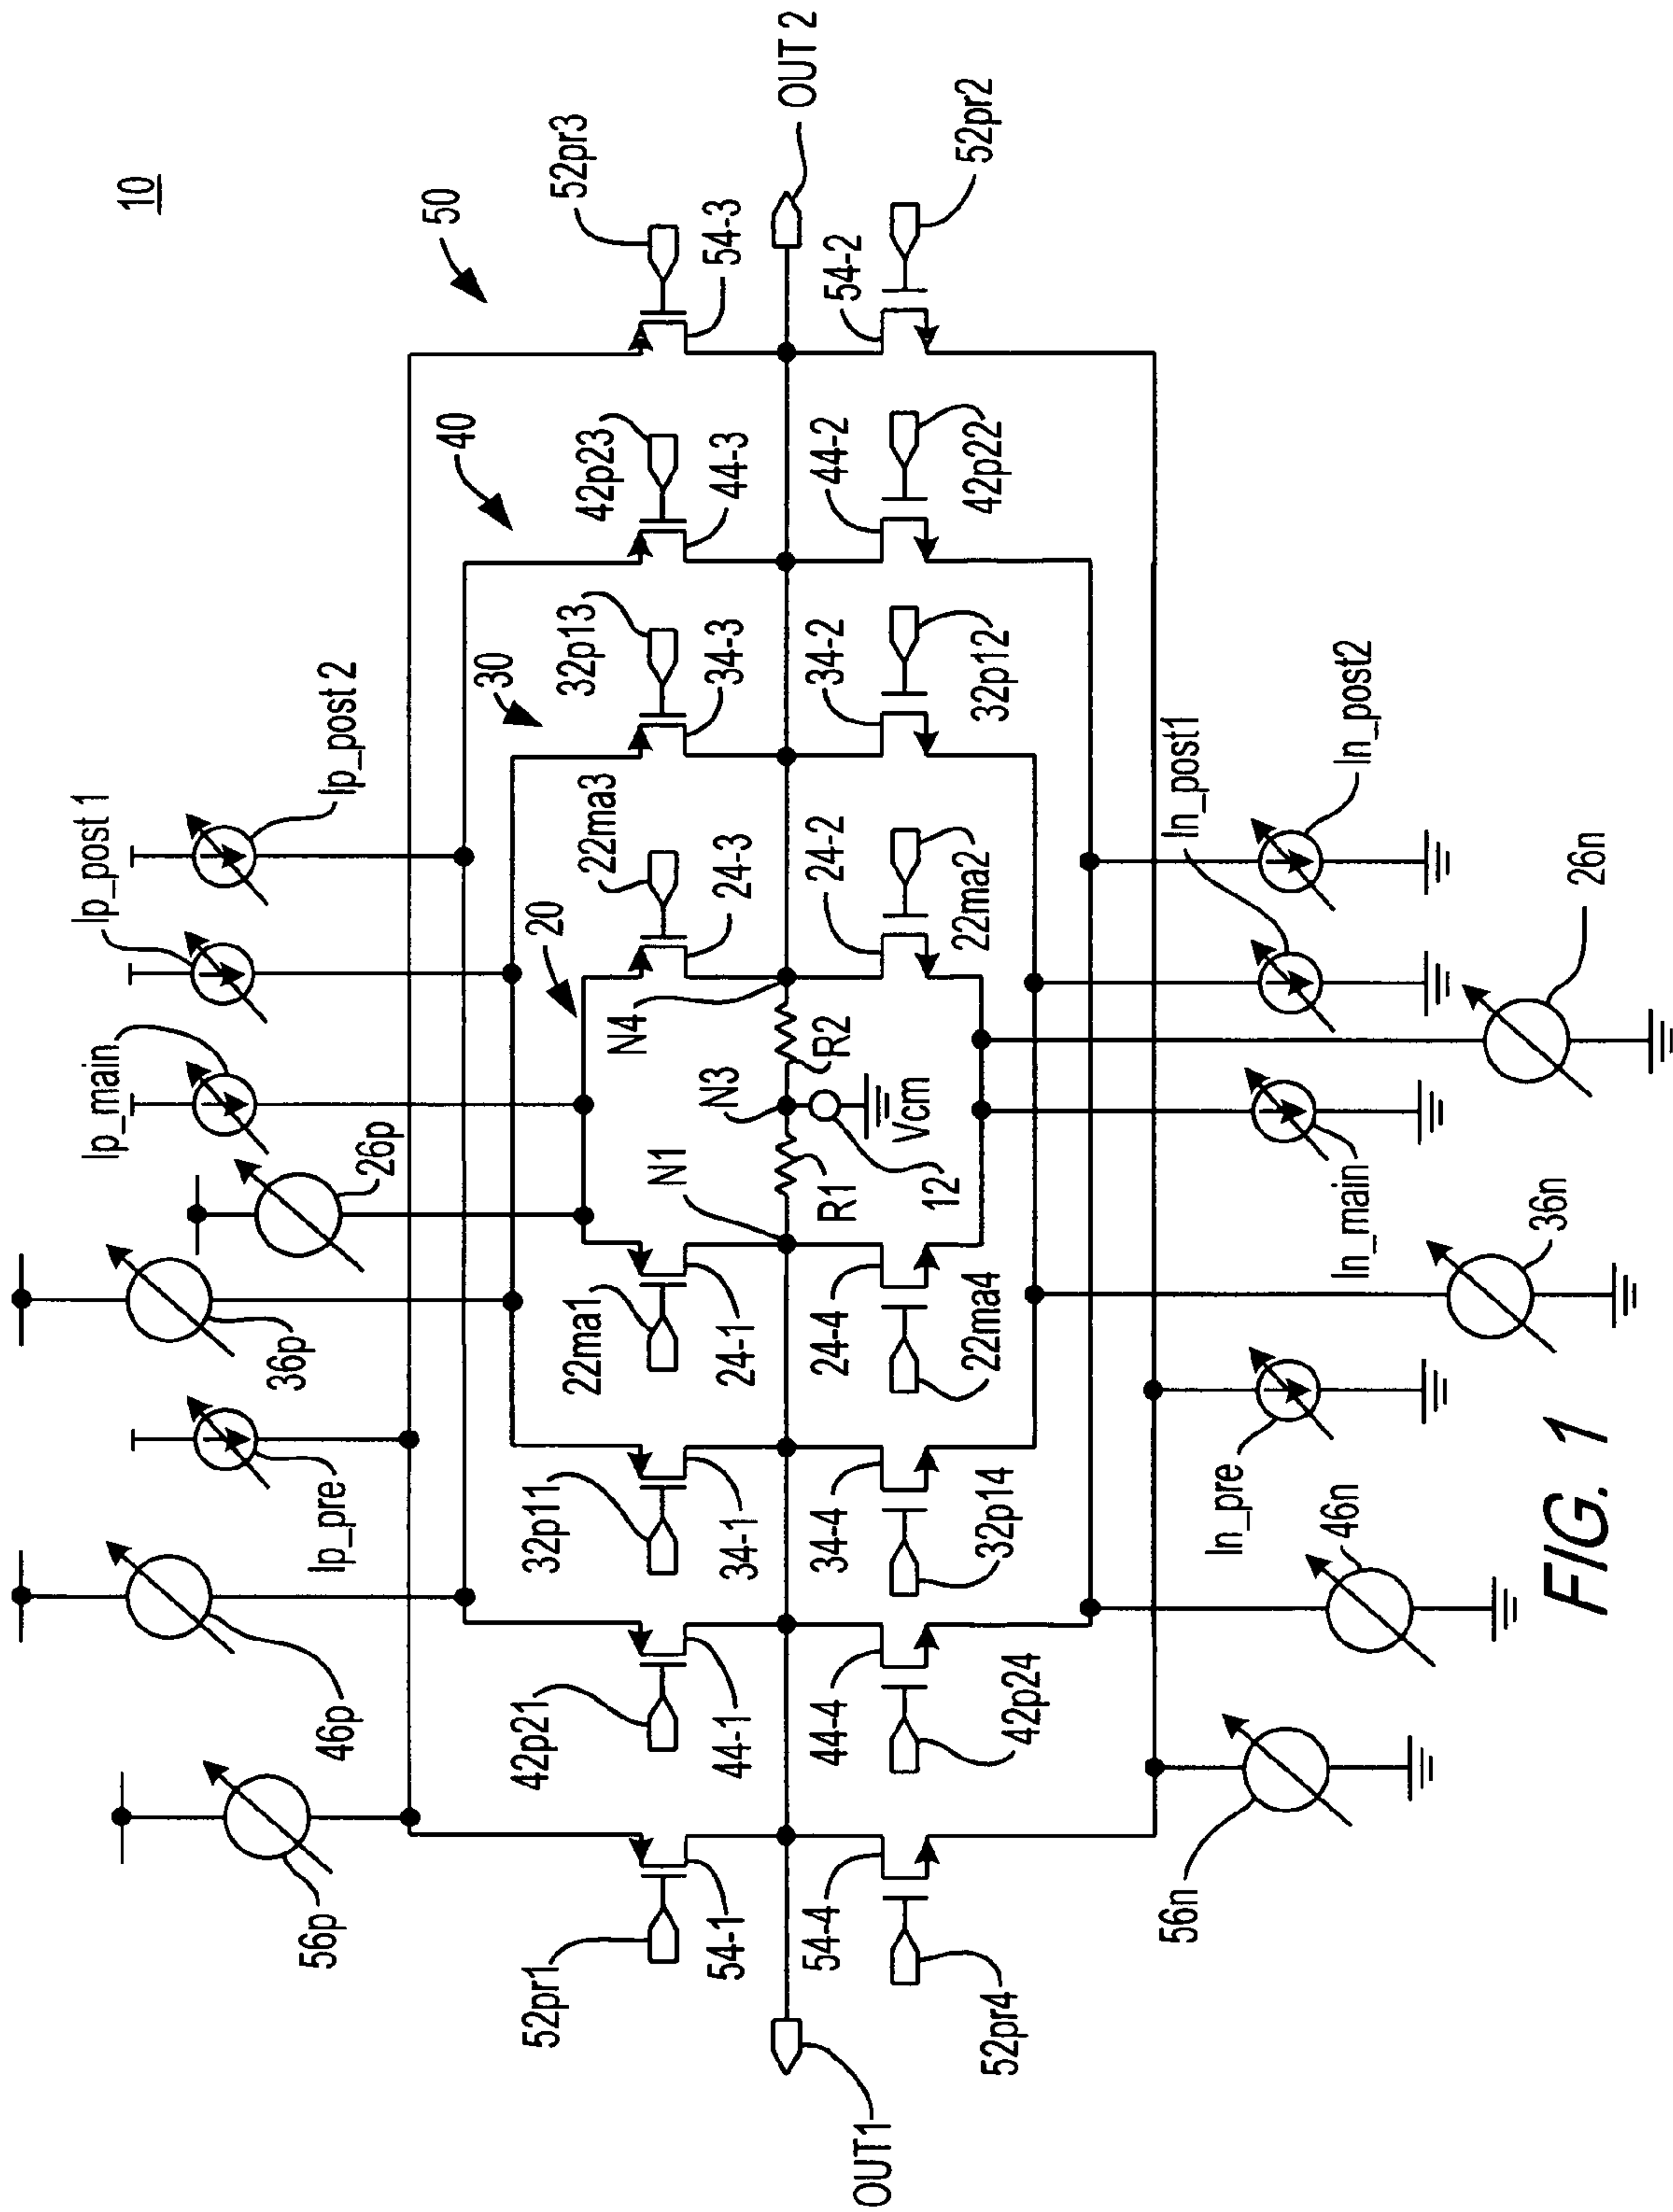 10
50
40
30
20
Ip_post 1
Ip_post 2
Ip_main
26p
36p
Ip_pre
46p
56p
52pr1
54-1
42p21
44-1
32p11
34-1
22ma1
24-1
22ma3
24-3
32p13
34-3
42p23
44-3
52pr3
54-3
OUT1
N1
R1
N3
12
Vcm
R2
N4
OUT 2
52pr4
54-4
42p24
44-4
32p14
34-4
22ma4
24-4
22ma2
24-2
32p12
34-2
42p22
44-2
52pr2
54-2
56n
46n
In_pre
36n
In_main
26n
In_post1
In_post2
FIG. 1